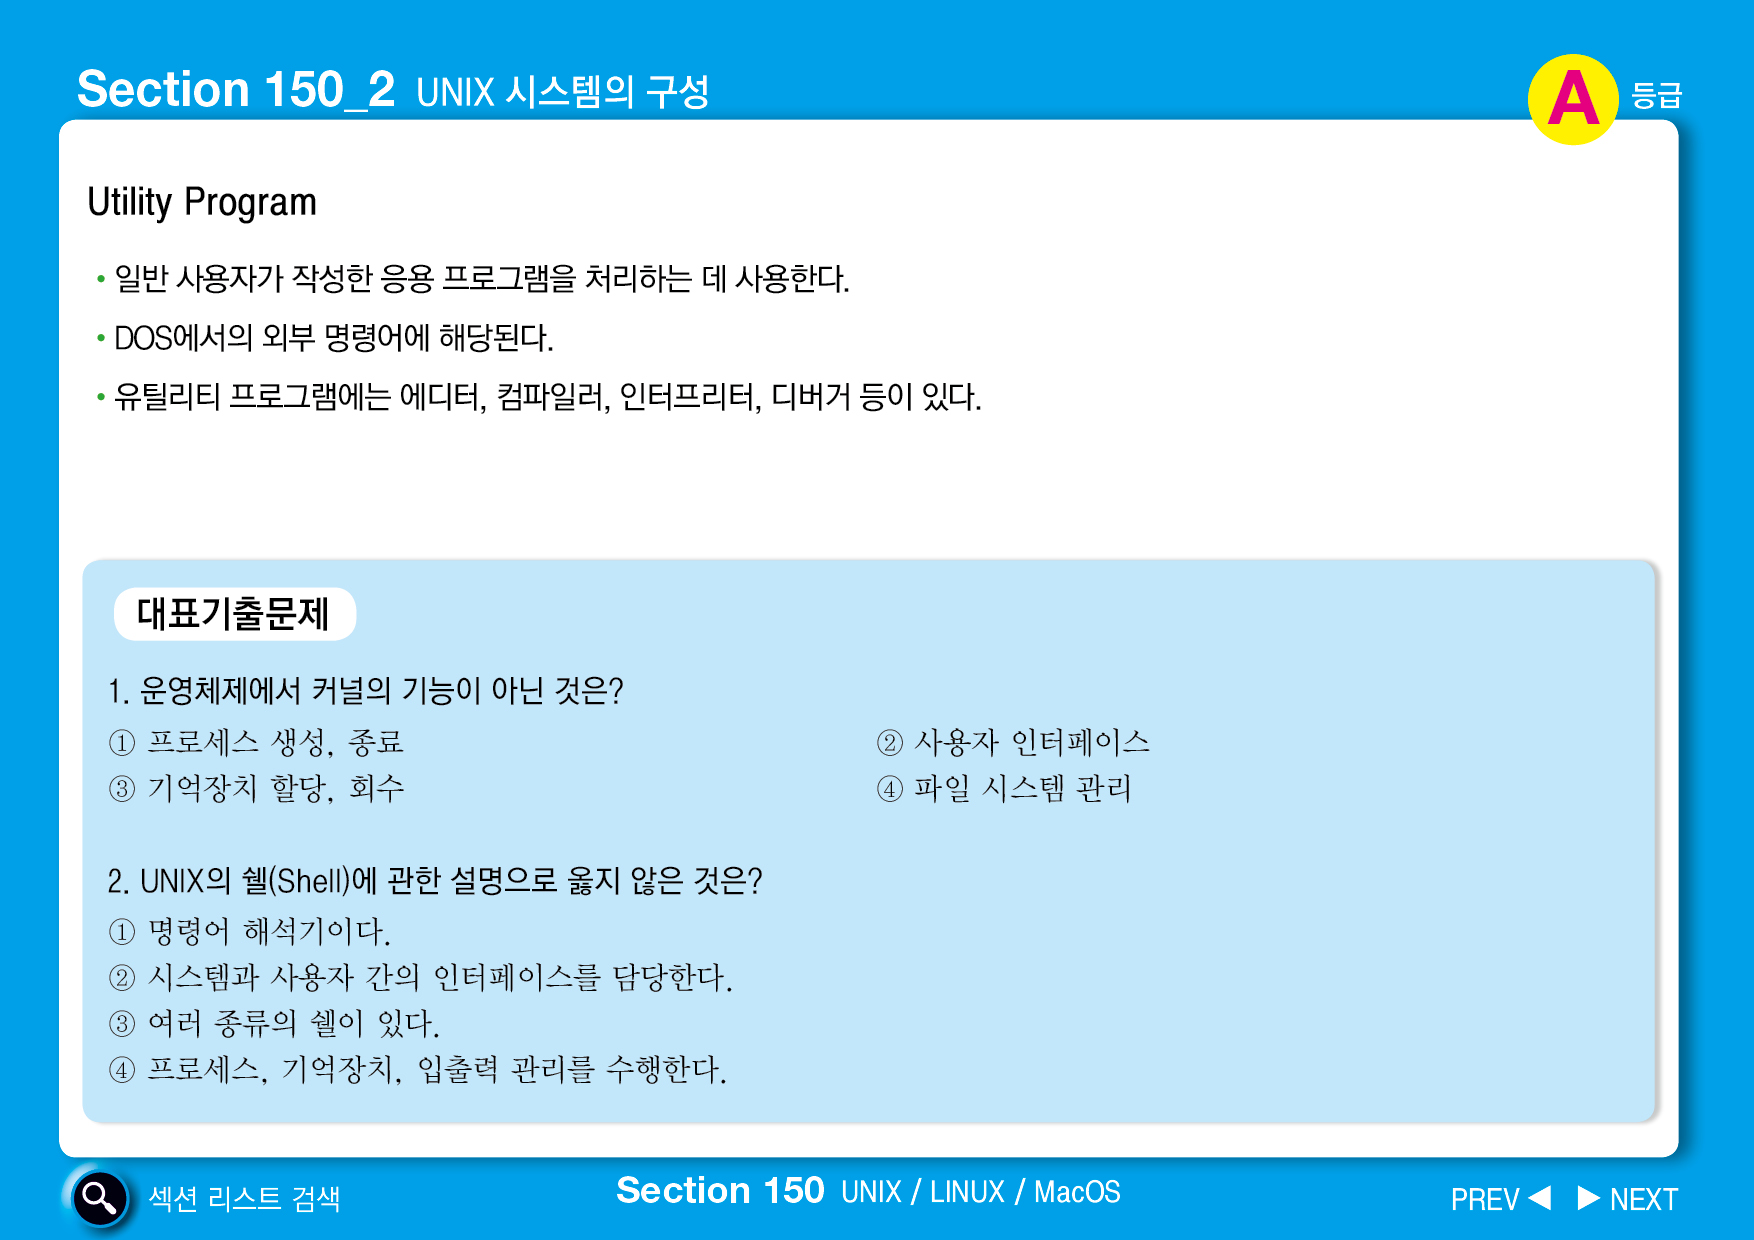 Section 150_2 UNIX 시스템의 구성
A 등급
Utility Program
• 일반 사용자가 작성한 응용 프로그램을 처리하는 데 사용한다.
• DOS에서의 외부 명령어에 해당된다.
• 유틸리티 프로그램에는 에디터, 컴파일러, 인터프리터, 디버거 등이 있다.
대표기출문제
1. 운영체제에서 커널의 기능이 아닌 것은?
① 프로세스 생성, 종료 ② 사용자 인터페이스
③ 기억장치 할당, 회수 ④ 파일 시스템 관리
2. UNIX의 쉘(Shell)에 관한 설명으로 옳지 않은 것은?
① 명령어 해석기이다.
② 시스템과 사용자 간의 인터페이스를 담당한다.
③ 여러 종류의 쉘이 있다.
④ 프로세스, 기억장치, 입출력 관리를 수행한다.
섹션 리스트 검색
Section 150 UNIX / LINUX / MacOS
PREV ◀ ▶ NEXT